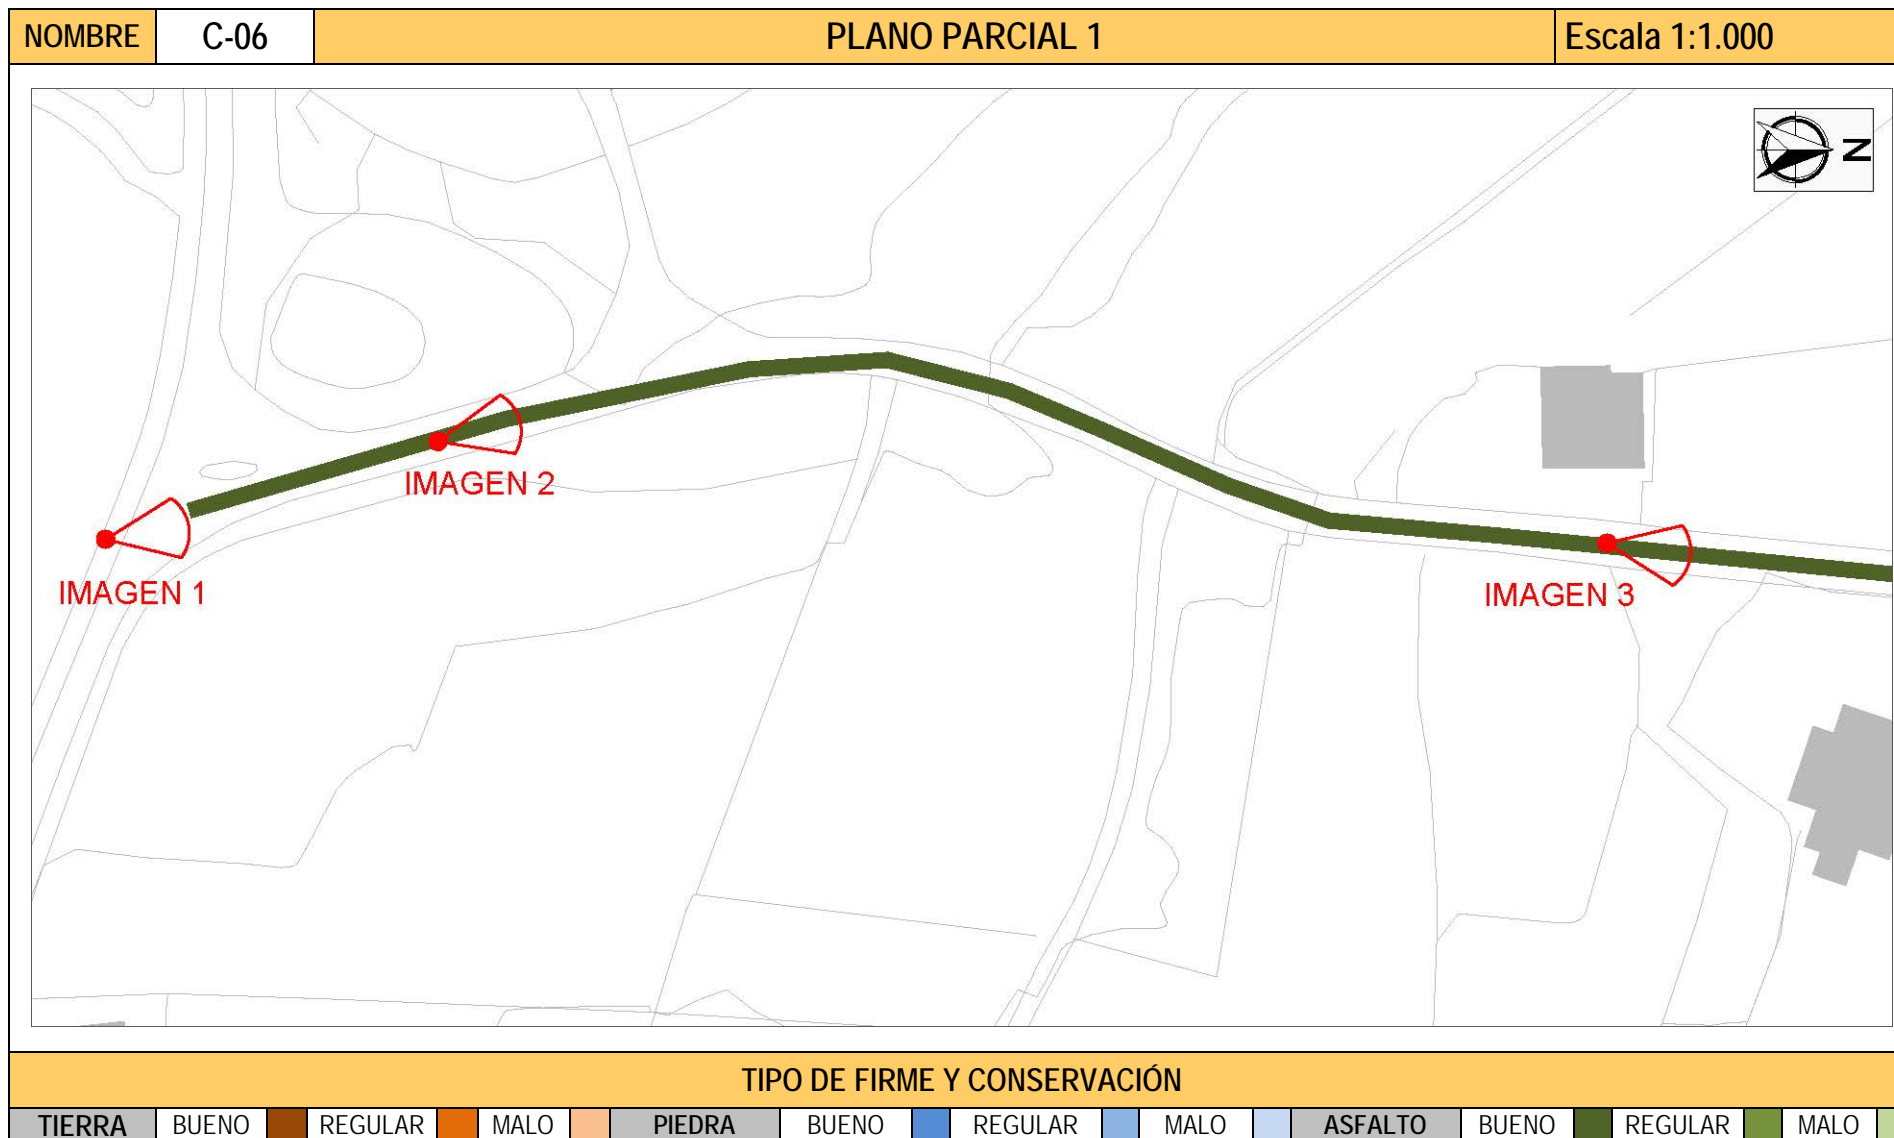 NOMBRE C-06 PLANO PARCIAL 1 Escala 1:1.000
N
IMAGEN 2
IMAGEN 1
IMAGEN 3
TIPO DE FIRME Y CONSERVACIÓN
TIERRA BUENO REGULAR MALO PIEDRA BUENO REGULAR MALO ASFALTO BUENO REGULAR MALO